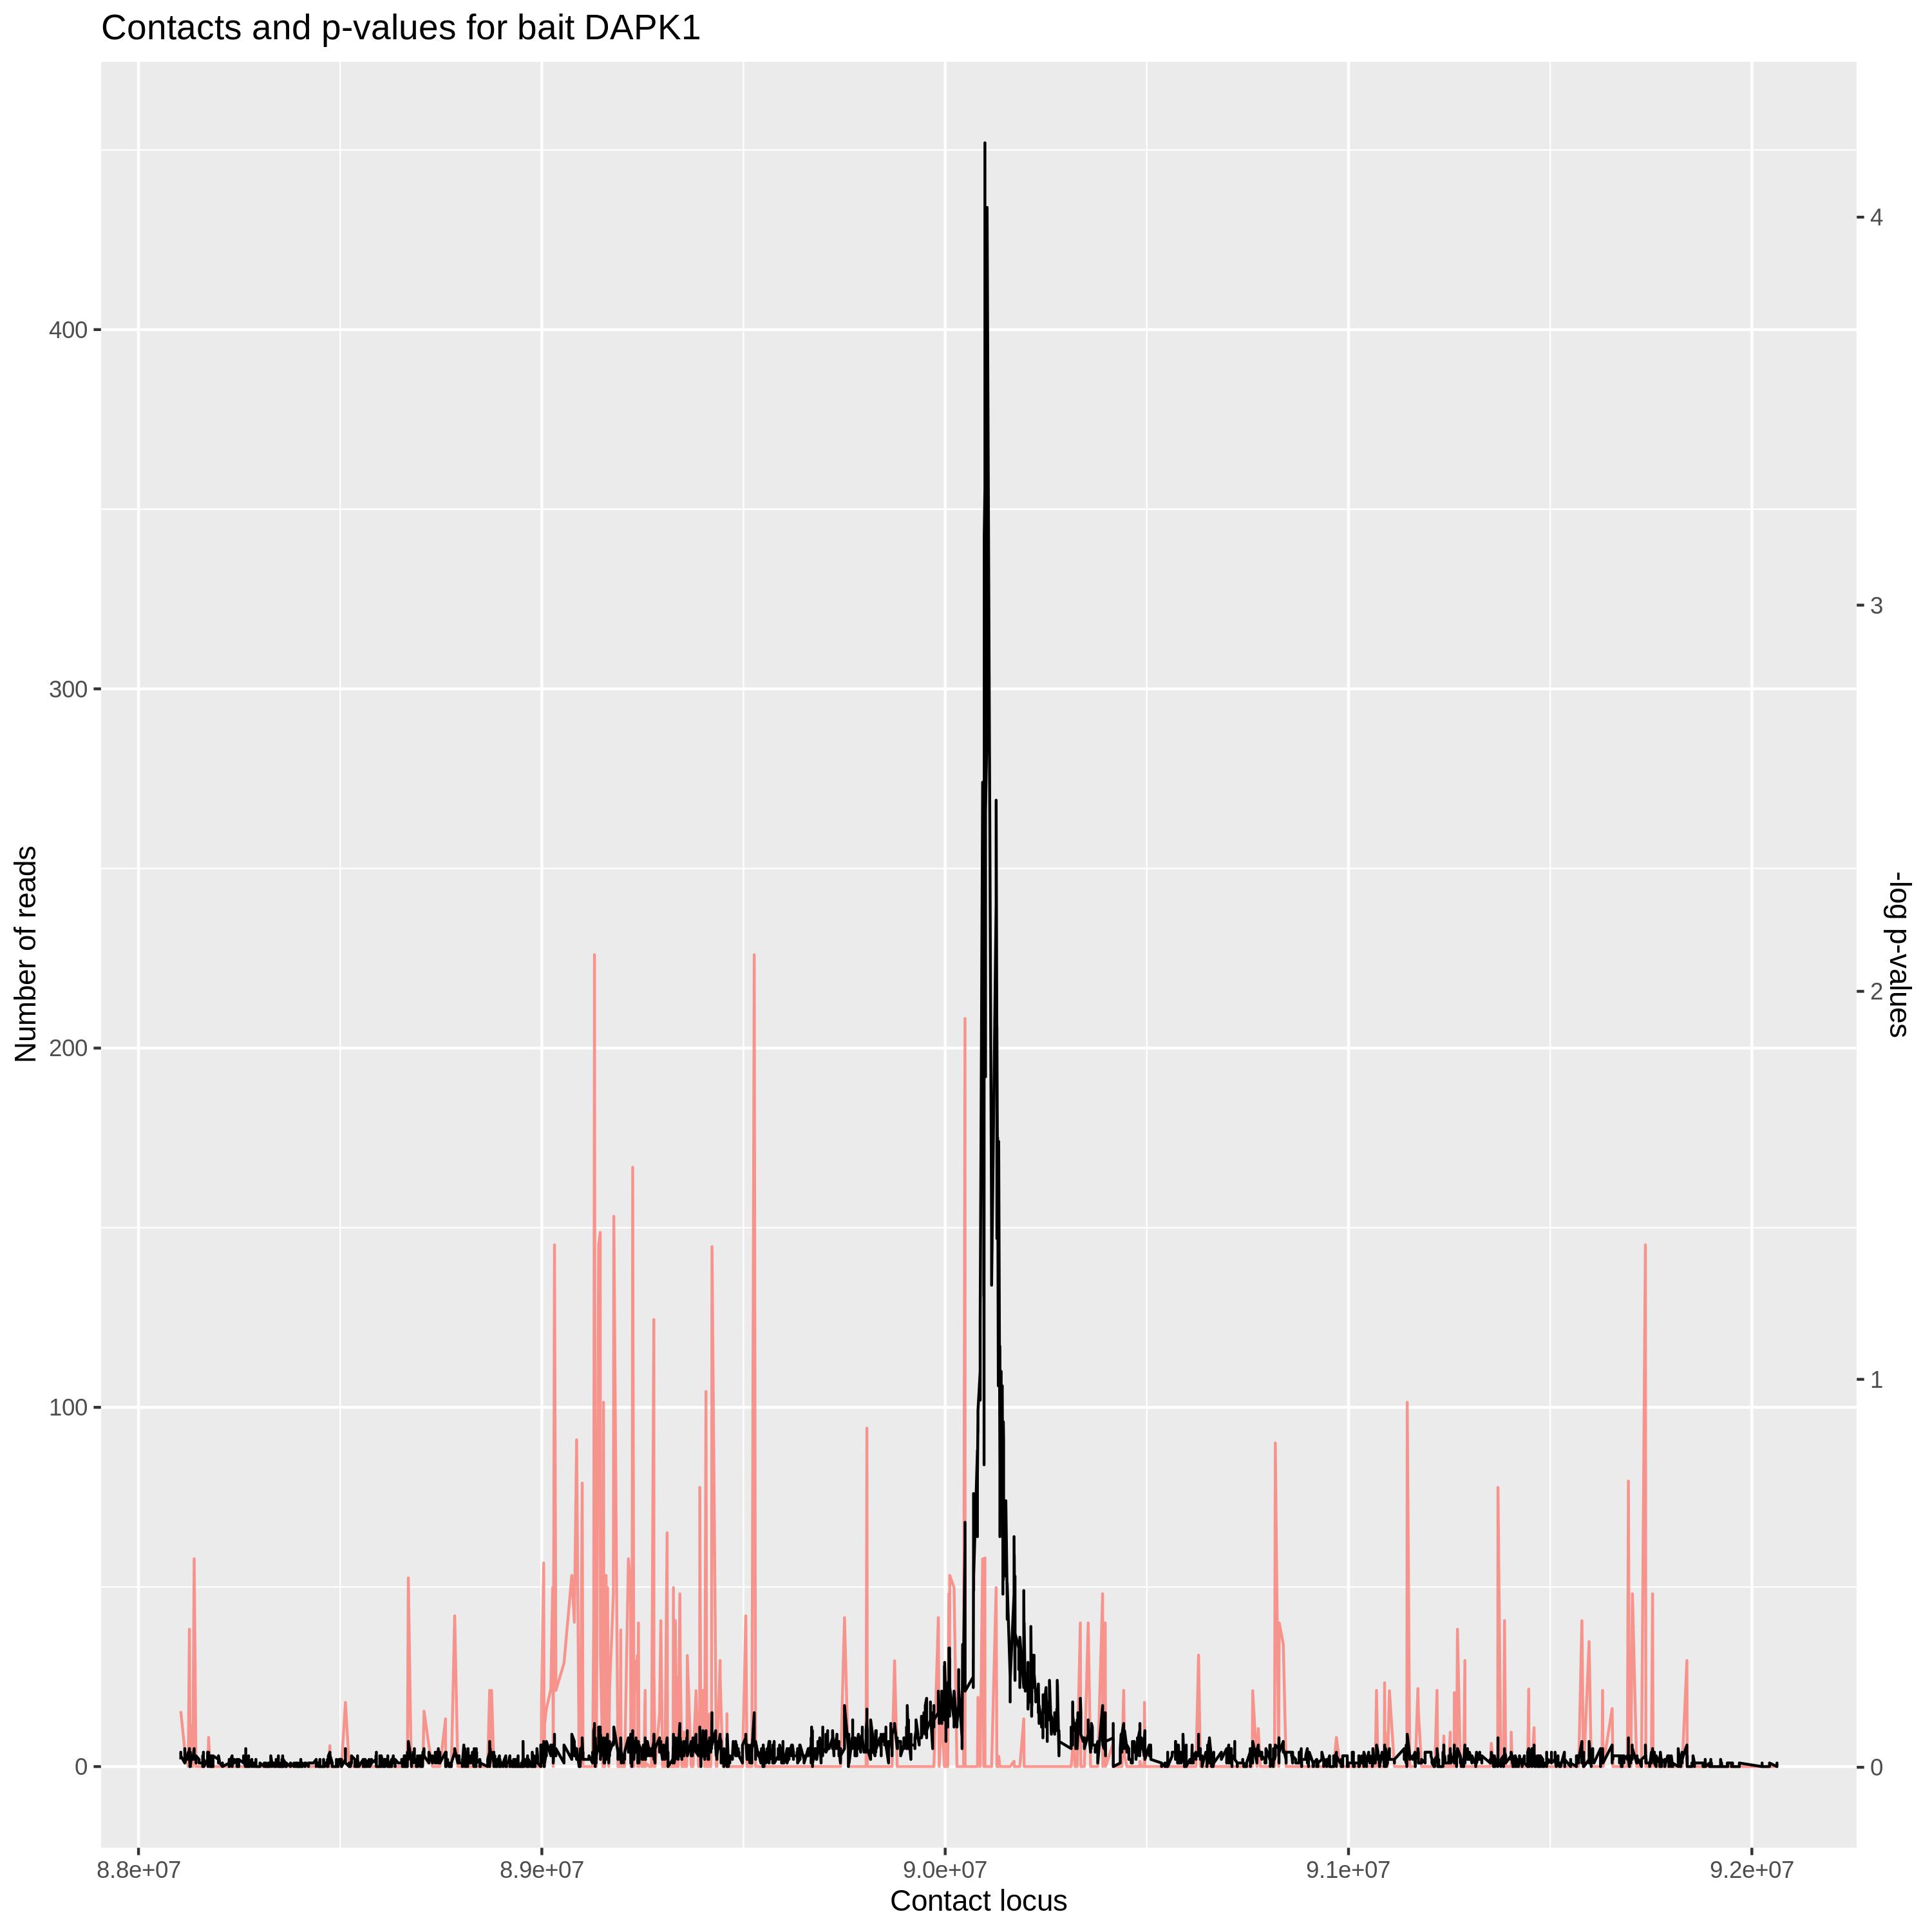 Contacts and p-values for bait DAPK1
Number of reads
400
300
200
100
0
4
3
2
1
0
-log p-values
8.8e+07 8.9e+07 9.0e+07 9.1e+07 9.2e+07
Contact locus